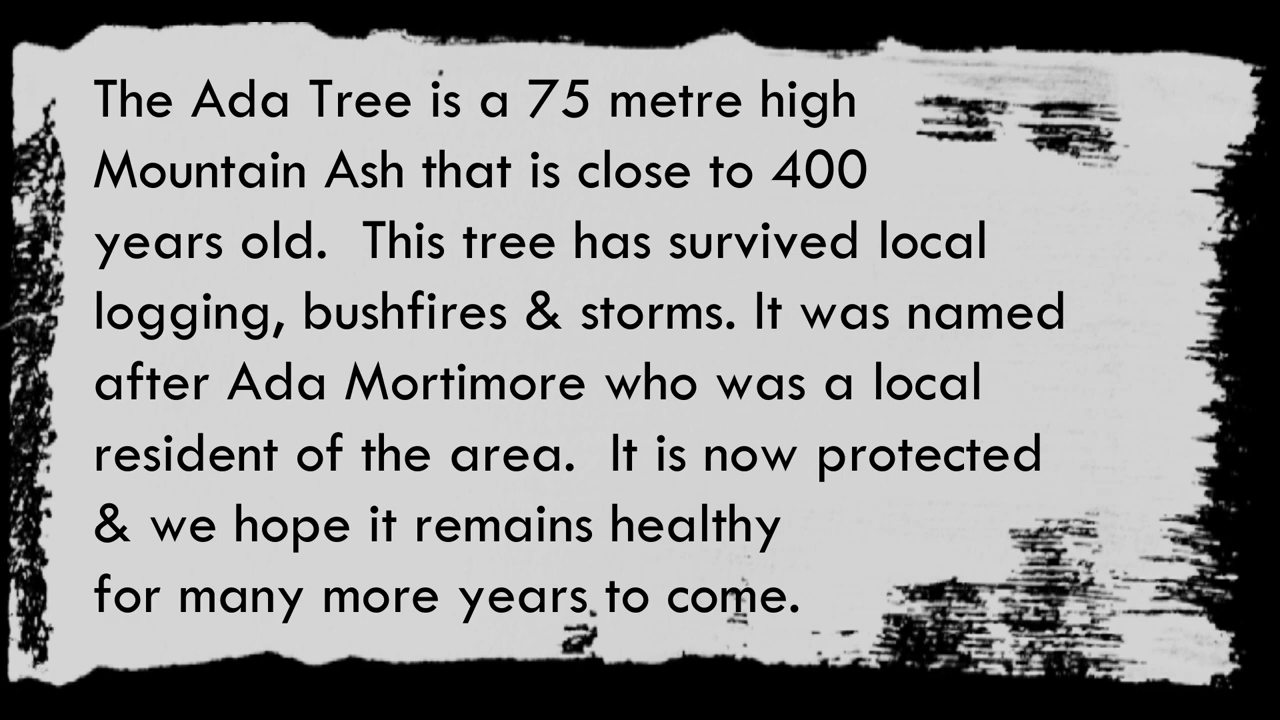 The Ada Tree is a 75 metre high
Mountain Ash that is close to 400
years old.  This tree has survived local
logging, bushfires & storms. It was named
after Ada Mortimore who was a local
resident of the area.  It is now protected
& we hope it remains healthy
for many more years to come.